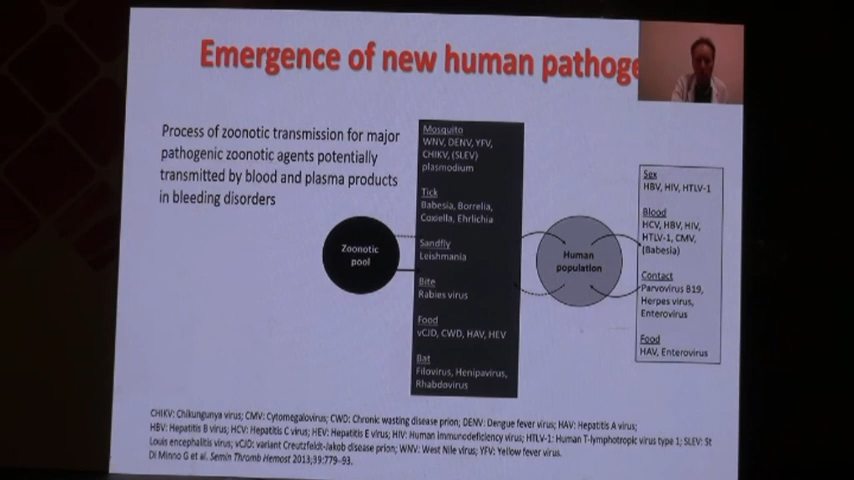 Emergence of new human pathoge
Process of zoonotic transmission for major
pathogenic zoonotic agents potentially
transmitted by blood and plasma products
in bleeding disorders
Zoonotic
pool
Mosquito
WNV, DENV, YFV,
CHIKV, (SLEV)
plasmodium
Tick
Babesia, Borrelia,
Coxiella, Ehrlichia
Sandfly
Leishmania
Bite
Rabies virus
Food
vCJD, CWD, HAV, HEV
Bat
Filovirus, Henipavirus,
Rhabdovirus
Human
population
Sex
HBV, HIV, HTLV-1
Blood
HCV, HBV, HIV,
HTLV-1, CMV,
(Babesia)
Contact
Parvovirus B19,
Herpes virus,
Enterovirus
Food
HAV, Enterovirus
CHIKV: Chikungunya virus; CMV: Cytomegalovirus; CWD: Chronic wasting disease prion; DENV: Dengue fever virus; HAV: Hepatitis A virus;
HBV: Hepatitis B virus; HCV: Hepatitis C virus; HEV: Hepatitis E virus; HIV: Human immunodeficiency virus; HTLV-1: Human T-lymphotropic virus type 1; SLEV: St
Louis encephalitis virus; vCJD: variant Creutzfeldt-Jakob disease prion; WNV: West Nile virus; YFV: Yellow fever virus.
Di Minno G et al. Semin Thromb Hemost 2013;39:779–93.